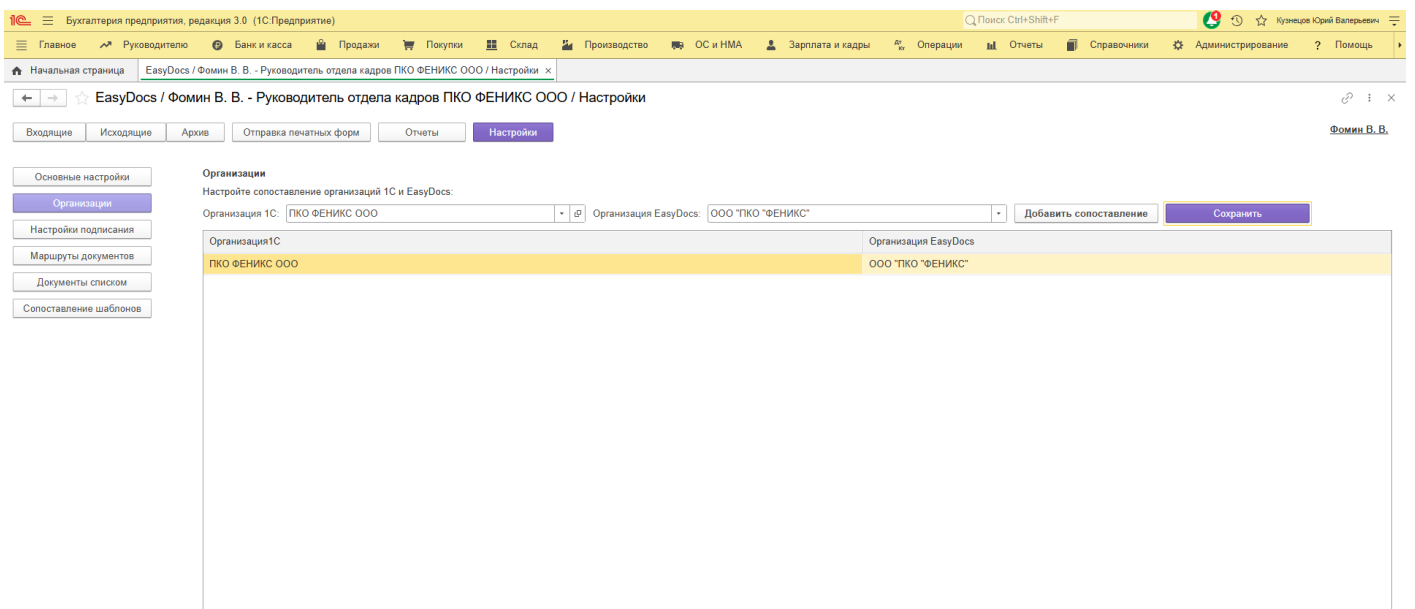 1С Бухгалтерия предприятия, редакция 3.0 (1С:Предприятие) Поиск Ctrl+Shift+F 1 Кузнецов Юрий Валерьевич
Главное Руководителю Банк и касса Продажи Покупки Склад Производство ОС и НМА Зарплата и кадры Дт Кт Операции Отчеты Справочники Администрирование ? Помощь
Начальная страница EasyDocs / Фомин В. В. - Руководитель отдела кадров ПКО ФЕНИКС ООО / Настройки ×
EasyDocs / Фомин В. В. - Руководитель отдела кадров ПКО ФЕНИКС ООО / Настройки
Входящие Исходящие Архив Отправка печатных форм Отчеты Настройки Фомин В. В.
Основные настройки
Организации
Настройки подписания
Маршруты документов
Документы списком
Сопоставление шаблонов
Организации
Настройте сопоставление организаций 1С и EasyDocs:
Организация 1С: ПКО ФЕНИКС ООО Организация EasyDocs: ООО "ПКО "ФЕНИКС" Добавить сопоставление Сохранить
Организация1С Организация EasyDocs
ПКО ФЕНИКС ООО ООО "ПКО "ФЕНИКС"